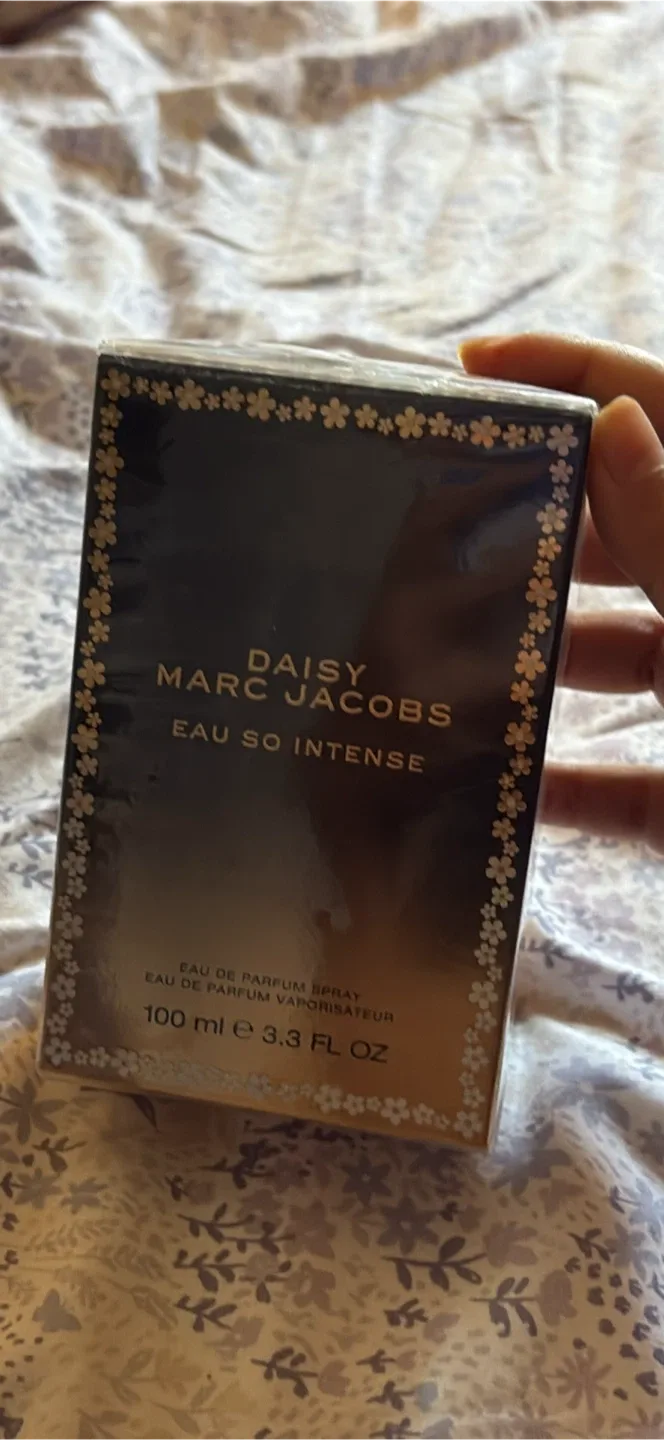 DAISY
MARC JACOBS
EAU SO INTENSE
EAU DE PARFUM SPRAY
EAU DE PARFUM VAPORISATEUR
100 ml ℮ 3.3 FL OZ